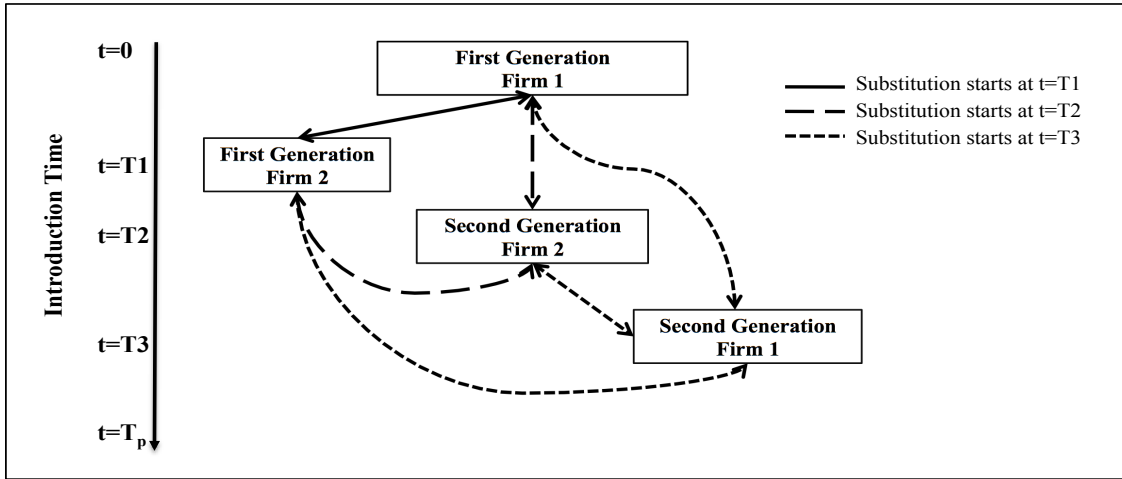 t=0
First Generation
Firm 1
Substitution starts at t=T1
Substitution starts at t=T2
Substitution starts at t=T3
First Generation
Firm 2
t=T1
Second Generation
Firm 2
t=T2
Introduction Time
Second Generation
Firm 1
t=T3
t=Tp